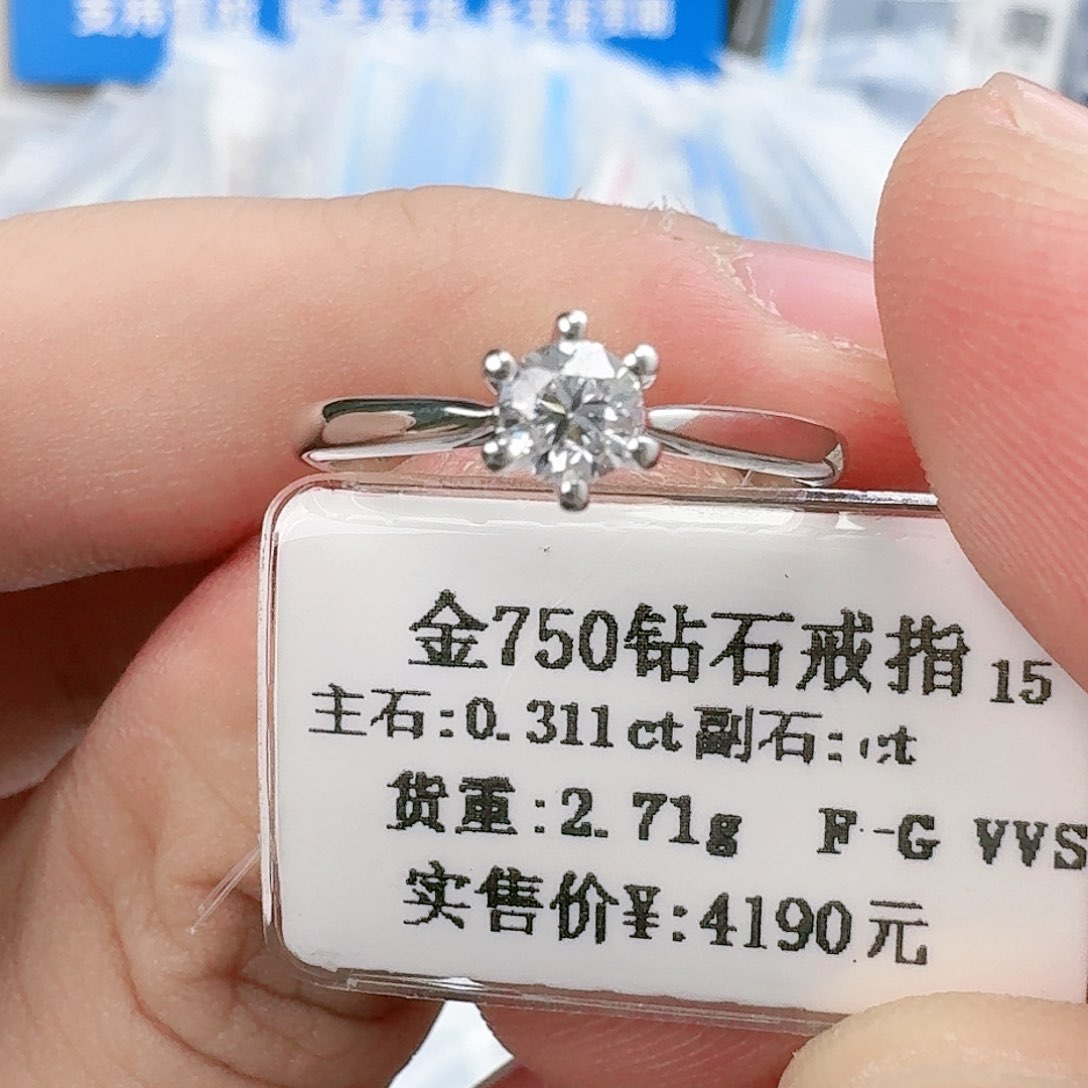 金750钻石戒指 15
主石:0.311ct副石: ct
货重:2.71g F-G VVS
实售价¥:4190元